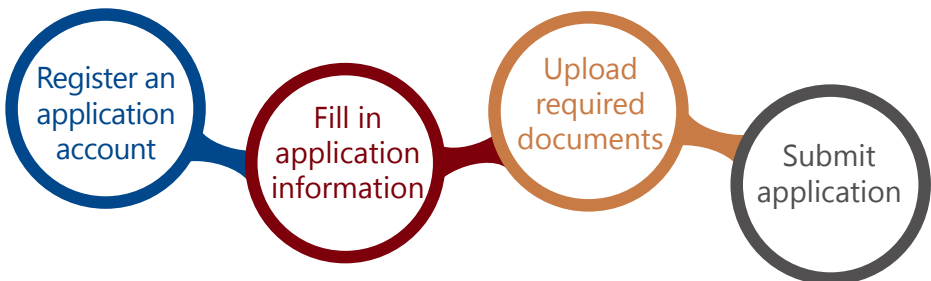 Register an
application
account
Fill in
application
information
Upload
required
documents
Submit
application